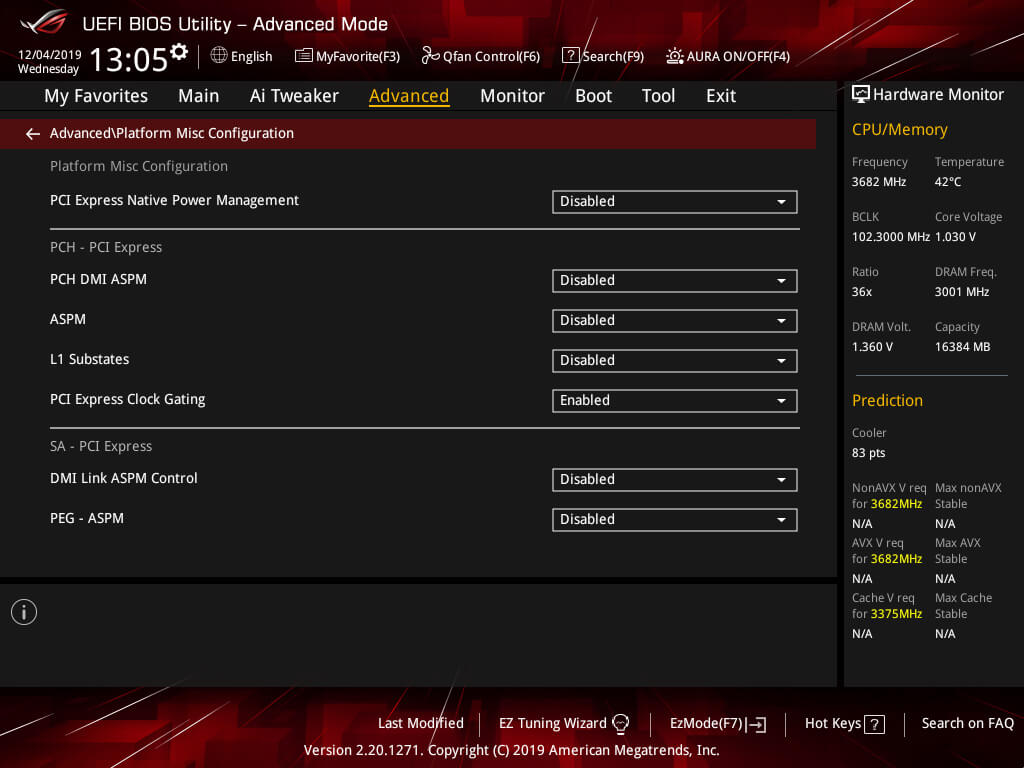 UEFI BIOS Utility – Advanced Mode
12/04/2019
Wednesday
13:05
English
MyFavorite(F3)
Qfan Control(F6)
? Search(F9)
AURA ON/OFF(F4)
My Favorites Main Ai Tweaker Advanced Monitor Boot Tool Exit
← Advanced\Platform Misc Configuration
Platform Misc Configuration
PCI Express Native Power Management Disabled
PCH - PCI Express
PCH DMI ASPM Disabled
ASPM Disabled
L1 Substates Disabled
PCI Express Clock Gating Enabled
SA - PCI Express
DMI Link ASPM Control Disabled
PEG - ASPM Disabled
i
Hardware Monitor
CPU/Memory
Frequency Temperature
3682 MHz 42°C
BCLK Core Voltage
102.3000 MHz 1.030 V
Ratio DRAM Freq.
36x 3001 MHz
DRAM Volt. Capacity
1.360 V 16384 MB
Prediction
Cooler
83 pts
NonAVX V req Max nonAVX
for 3682MHz Stable
N/A N/A
AVX V req Max AVX
for 3682MHz Stable
N/A N/A
Cache V req Max Cache
for 3375MHz Stable
N/A N/A
Last Modified EZ Tuning Wizard EzMode(F7) Hot Keys ? Search on FAQ
Version 2.20.1271. Copyright (C) 2019 American Megatrends, Inc.